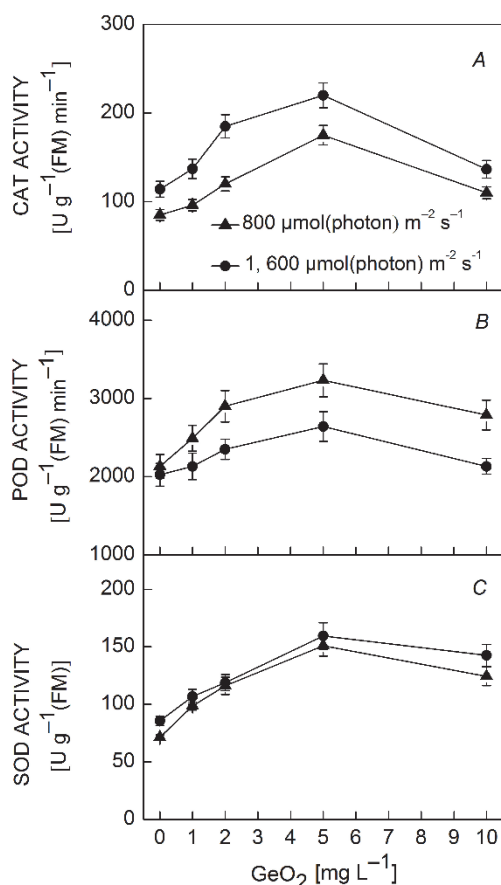 300
A
200
100
0
CAT ACTIVITY
[U g⁻¹(FM) min⁻¹]
800 µmol(photon) m⁻² s⁻¹
1, 600 µmol(photon) m⁻² s⁻¹
4000
B
3000
2000
1000
POD ACTIVITY
[U g⁻¹(FM) min⁻¹]
200
C
150
100
50
0
SOD ACTIVITY
[U g⁻¹(FM)]
0 1 2 3 4 5 6 7 8 9 10
GeO₂ [mg L⁻¹]